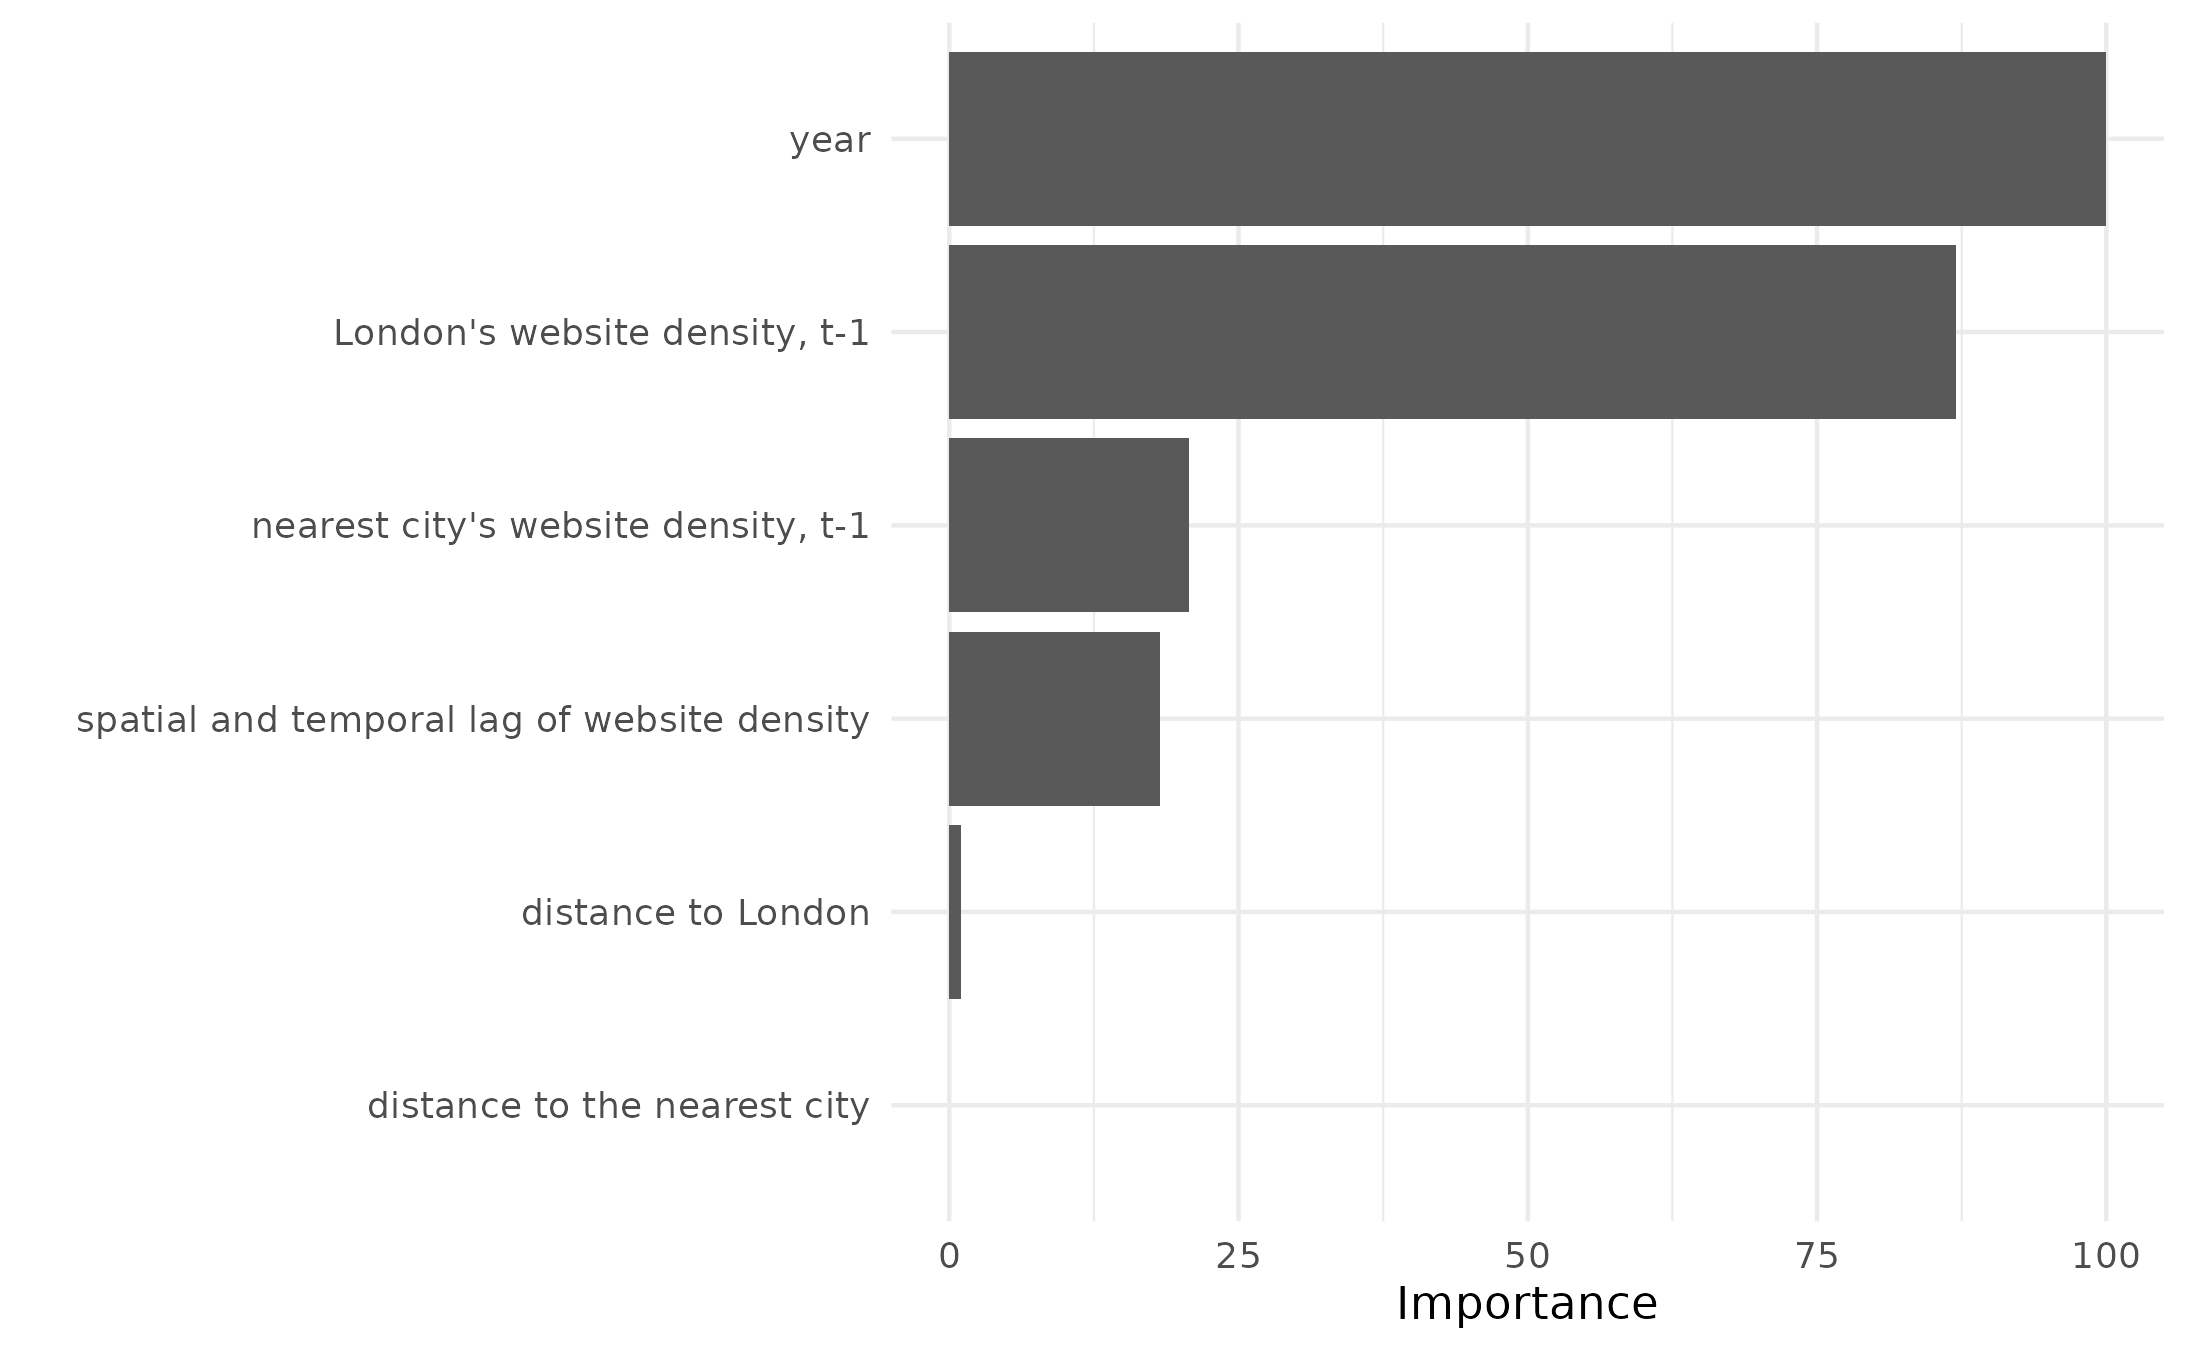 year
London's website density, t-1
nearest city's website density, t-1
spatial and temporal lag of website density
distance to London
distance to the nearest city
0 25 50 75 100
Importance